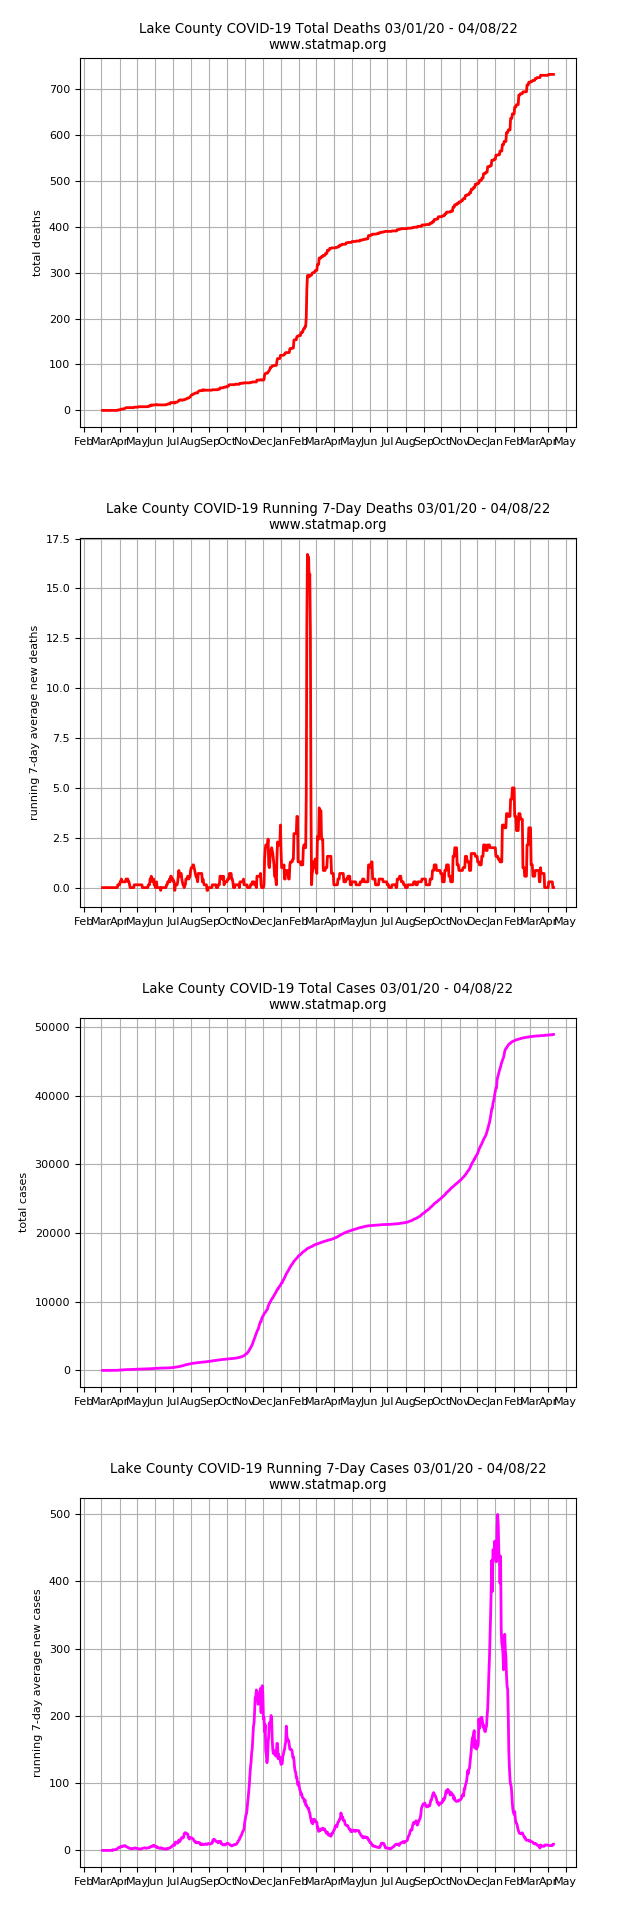 Lake County COVID-19 Total Deaths 03/01/20 - 04/08/22
www.statmap.org
700
600
500
400
300
200
100
0
total deaths
Feb Mar Apr May Jun Jul Aug Sep Oct Nov Dec Jan Feb Mar Apr May Jun Jul Aug Sep Oct Nov Dec Jan Feb Mar Apr May
Lake County COVID-19 Running 7-Day Deaths 03/01/20 - 04/08/22
www.statmap.org
17.5
15.0
12.5
10.0
7.5
5.0
2.5
0.0
running 7-day average new deaths
Feb Mar Apr May Jun Jul Aug Sep Oct Nov Dec Jan Feb Mar Apr May Jun Jul Aug Sep Oct Nov Dec Jan Feb Mar Apr May
Lake County COVID-19 Total Cases 03/01/20 - 04/08/22
www.statmap.org
50000
40000
30000
20000
10000
0
total cases
Feb Mar Apr May Jun Jul Aug Sep Oct Nov Dec Jan Feb Mar Apr May Jun Jul Aug Sep Oct Nov Dec Jan Feb Mar Apr May
Lake County COVID-19 Running 7-Day Cases 03/01/20 - 04/08/22
www.statmap.org
500
400
300
200
100
0
running 7-day average new cases
Feb Mar Apr May Jun Jul Aug Sep Oct Nov Dec Jan Feb Mar Apr May Jun Jul Aug Sep Oct Nov Dec Jan Feb Mar Apr May